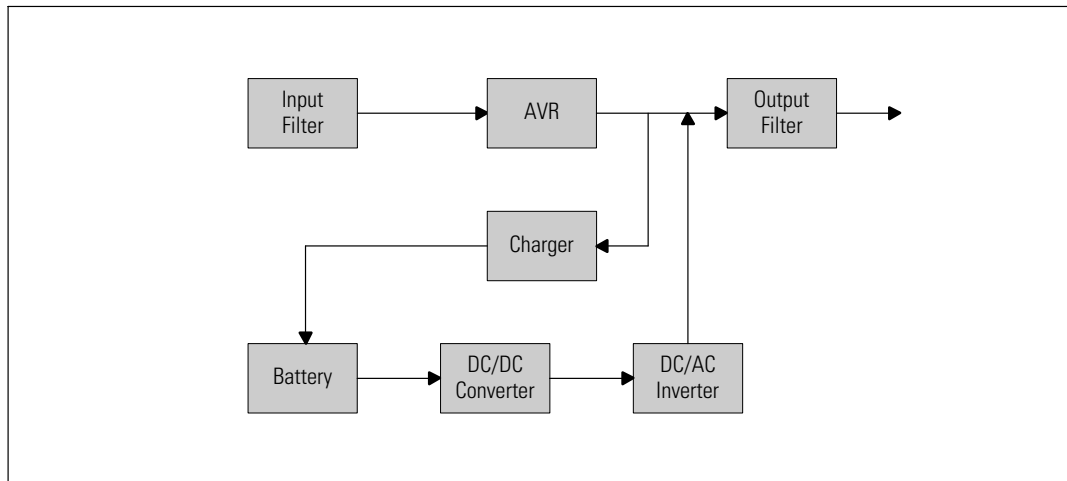 Input
Filter
AVR
Output
Filter
Charger
Battery
DC/DC
Converter
DC/AC
Inverter